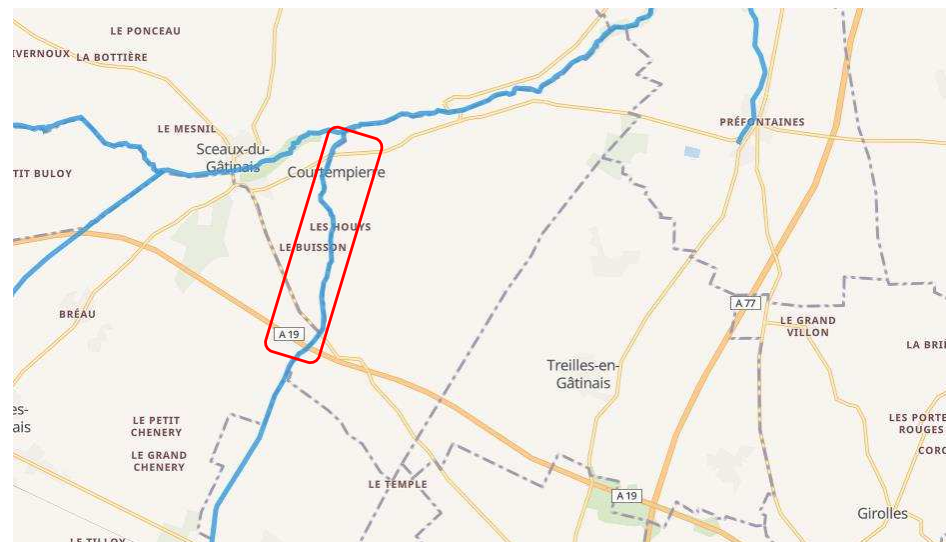 LE PONCEAU
IVERNOUX
LA BOTTIÈRE
LE MESNIL
PRÉFONTAINES
Sceaux-du-
Gâtinais
TIT BULOY
Courtempierre
LES HOUYS
LE BUISSON
A 77
BRÉAU
LE GRAND
VILLON
A 19
LA BRIÈ
Treilles-en-
Gâtinais
es-
ais
LE PETIT
CHENERY
LES PORTE
ROUGES
LE GRAND
CHENERY
CORC
LE TEMPLE
A 19
Girolles
LE TILLOY